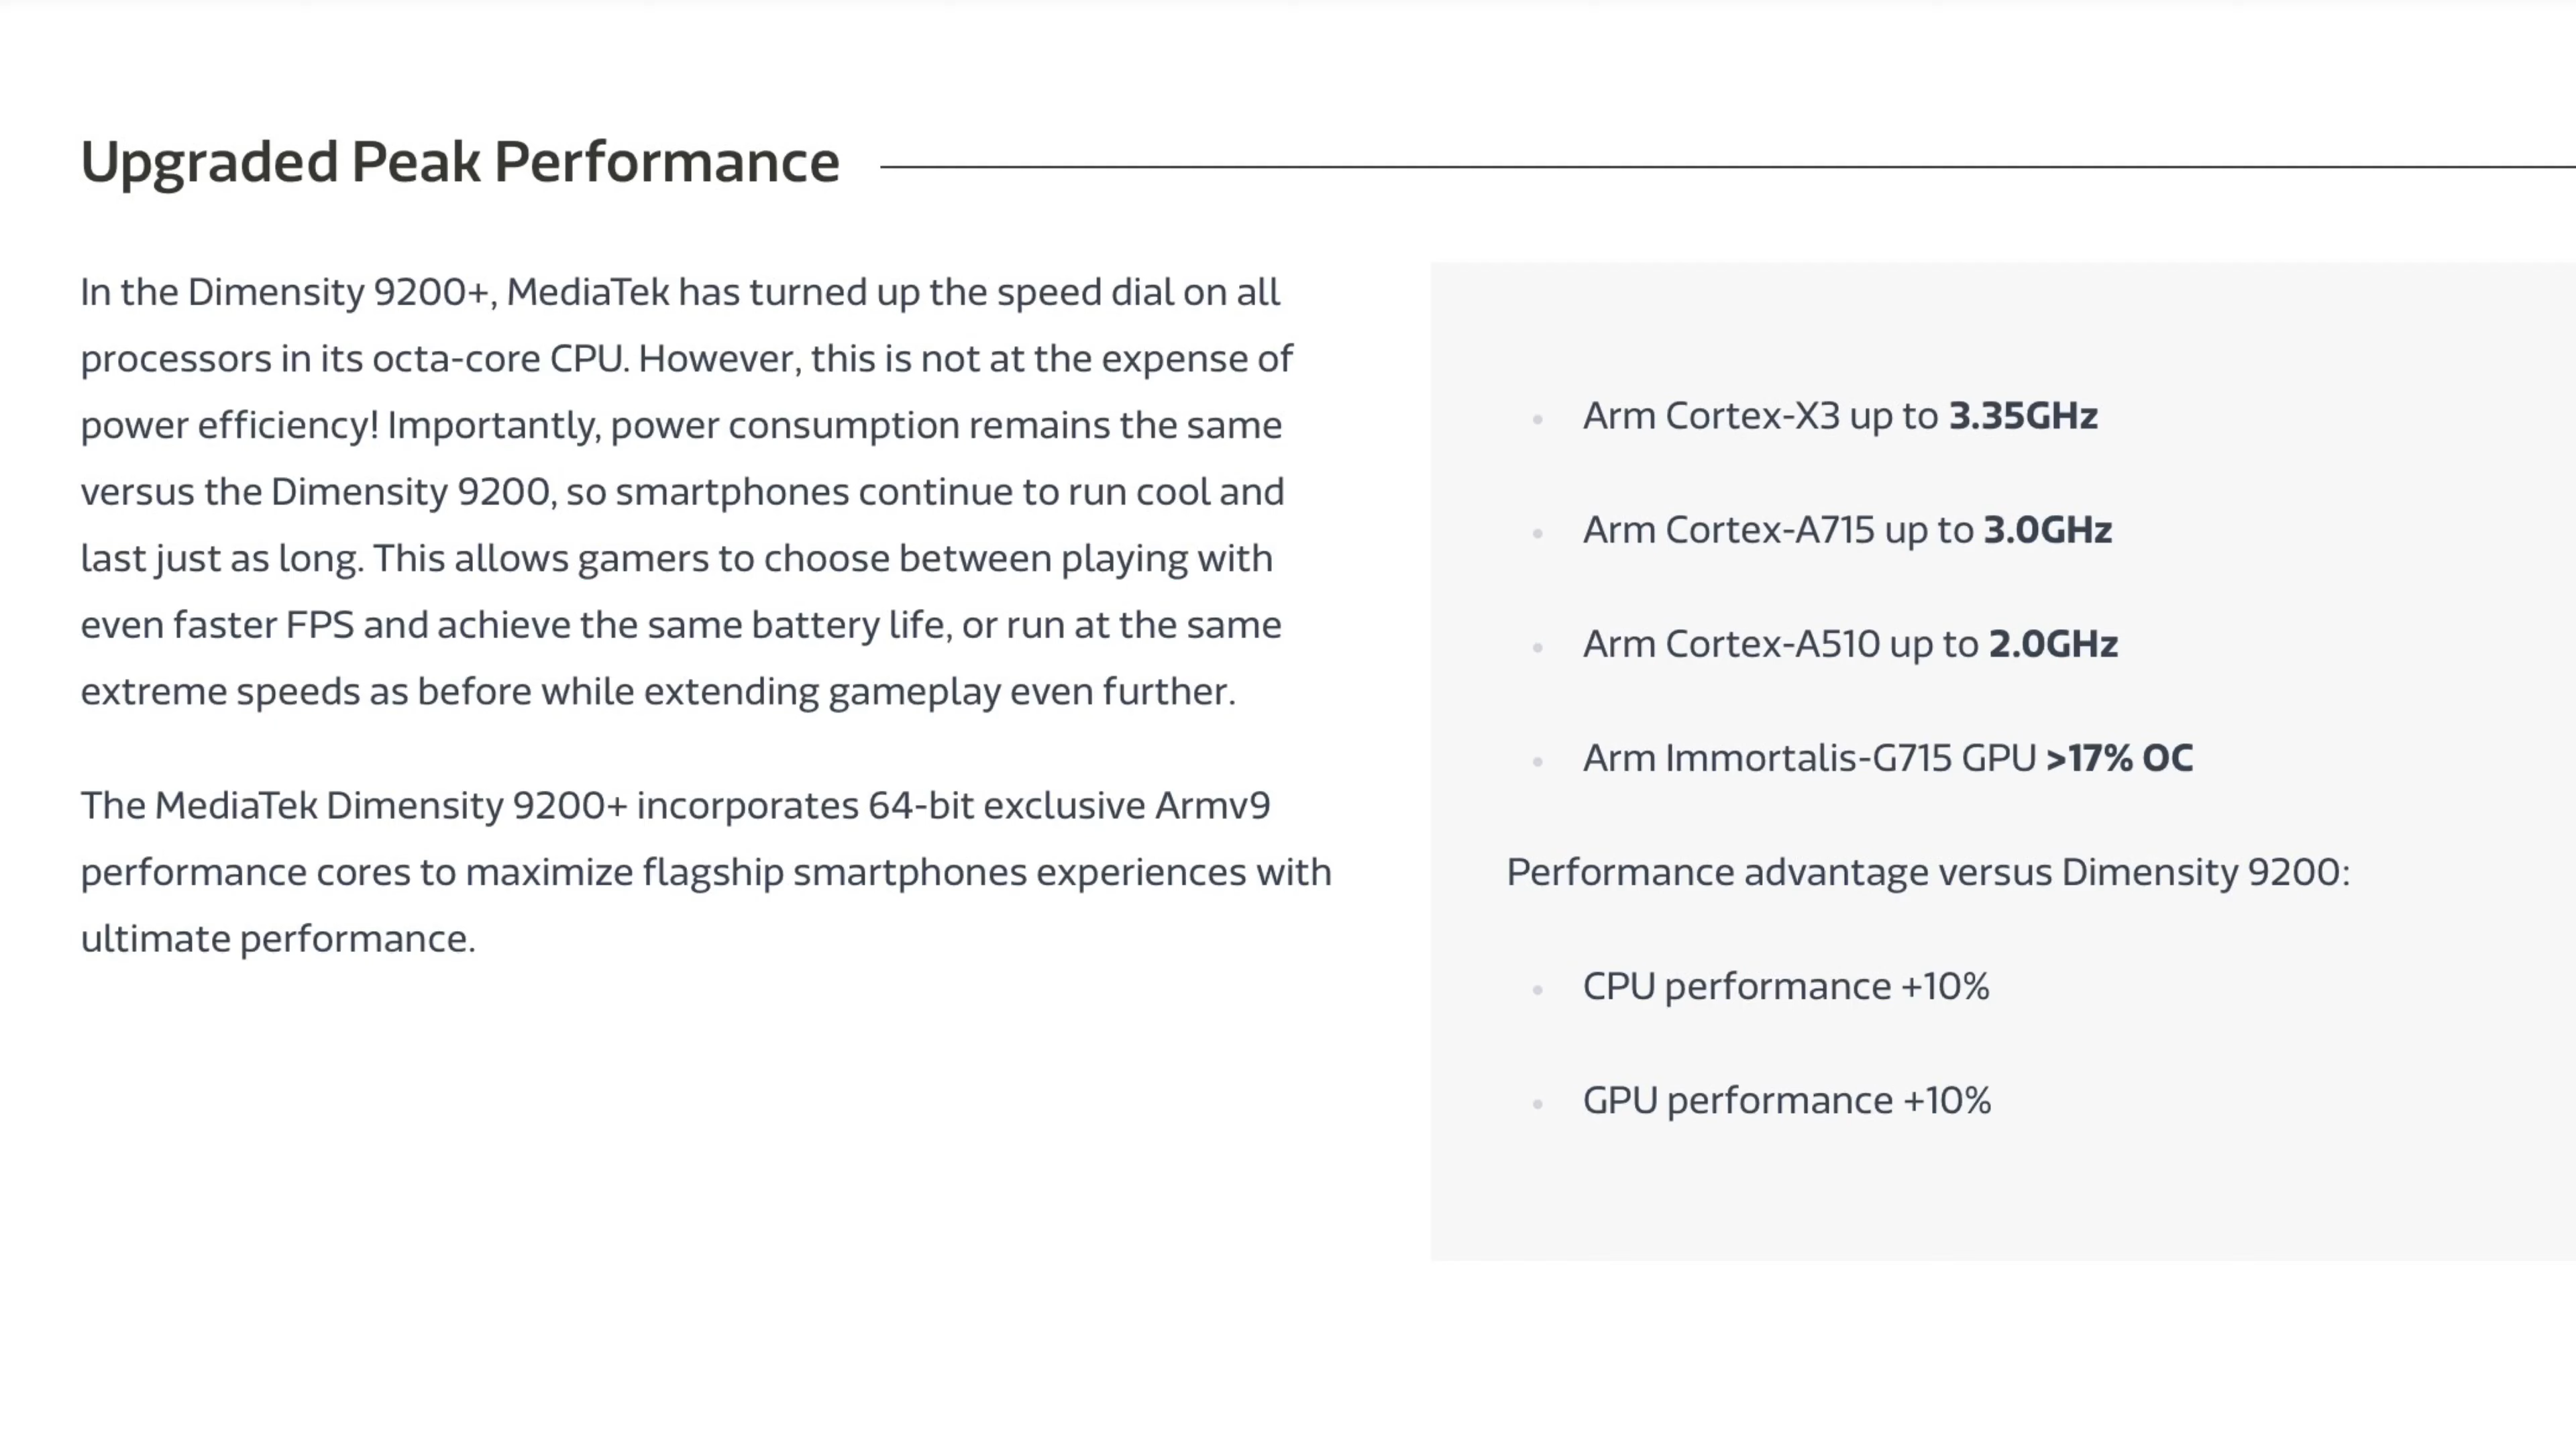 Upgraded Peak Performance
In the Dimensity 9200+, MediaTek has turned up the speed dial on all
processors in its octa-core CPU. However, this is not at the expense of
power efficiency! Importantly, power consumption remains the same
versus the Dimensity 9200, so smartphones continue to run cool and
last just as long. This allows gamers to choose between playing with
even faster FPS and achieve the same battery life, or run at the same
extreme speeds as before while extending gameplay even further.
The MediaTek Dimensity 9200+ incorporates 64-bit exclusive Armv9
performance cores to maximize flagship smartphones experiences with
ultimate performance.
• Arm Cortex-X3 up to 3.35GHz
• Arm Cortex-A715 up to 3.0GHz
• Arm Cortex-A510 up to 2.0GHz
• Arm Immortalis-G715 GPU >17% OC
Performance advantage versus Dimensity 9200:
• CPU performance +10%
• GPU performance +10%